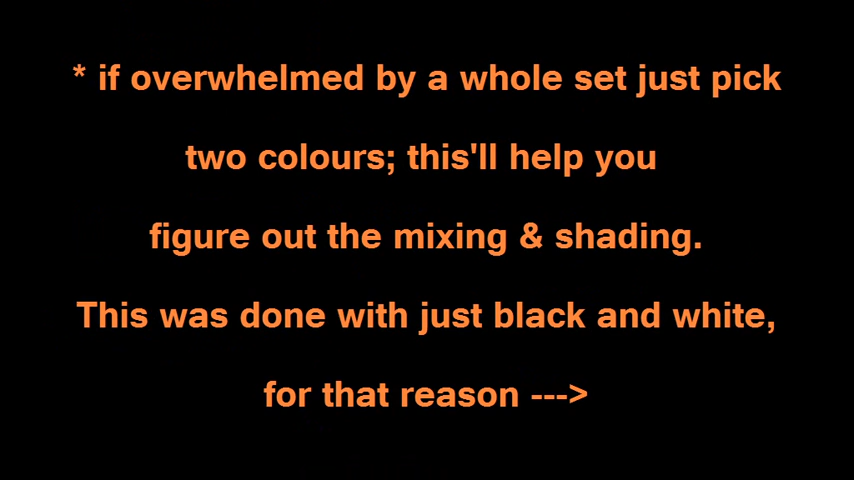 * if overwhelmed by a whole set just pick
two colours; this'll help you
figure out the mixing & shading.
This was done with just black and white,
for that reason --->